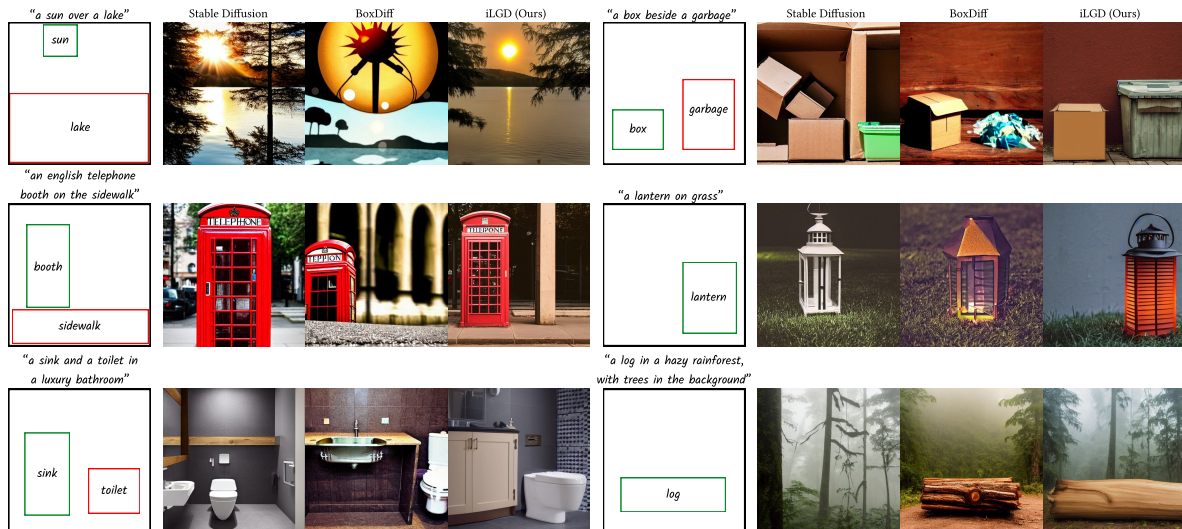 “a sun over a lake”
Stable Diffusion
BoxDiff
iLGD (Ours)
sun
lake
“a box beside a garbage”
Stable Diffusion
BoxDiff
iLGD (Ours)
box
garbage
“an english telephone
booth on the sidewalk”
booth
sidewalk
TELEPHONE
TEPPION
TELEPONE
“a lantern on grass”
lantern
“a sink and a toilet in
a luxury bathroom”
sink
toilet
“a log in a hazy rainforest,
with trees in the background”
log